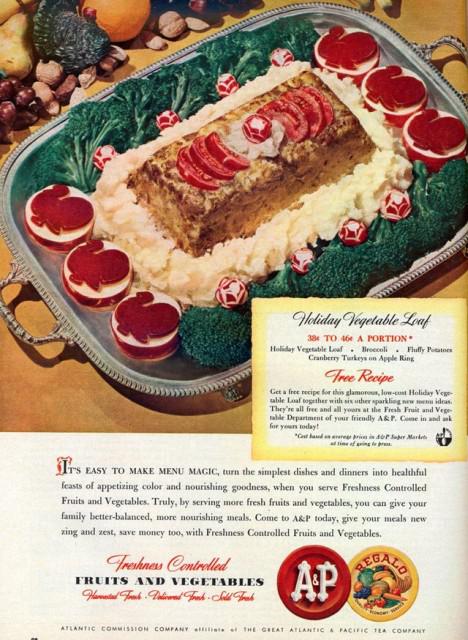 Holiday Vegetable Loaf
38¢ TO 46¢ A PORTION*
Holiday Vegetable Loaf • Broccoli • Fluffy Potatoes
Cranberry Turkeys on Apple Ring
Free Recipe
Get a free recipe for this glamorous, low-cost Holiday Vege-
table Loaf together with six other sparkling new menu ideas.
They're all free and all yours at the Fresh Fruit and Vege-
table Department of your friendly A&P. Come in and ask
for yours today!
*Cost based on average prices in A&P Super Markets
at time of going to press.
IT'S EASY TO MAKE MENU MAGIC, turn the simplest dishes and dinners into healthful
feasts of appetizing color and nourishing goodness, when you serve Freshness Controlled
Fruits and Vegetables. Truly, by serving more fresh fruits and vegetables, you can give your
family better-balanced, more nourishing meals. Come to A&P today, give your meals new
zing and zest, save money too, with Freshness Controlled Fruits and Vegetables.
Freshness Controlled
FRUITS AND VEGETABLES
Harvested Fresh · Delivered Fresh · Sold Fresh
A&P
REGALO
ATLANTIC COMMISSION COMPANY affiliate of THE GREAT ATLANTIC & PACIFIC TEA COMPANY